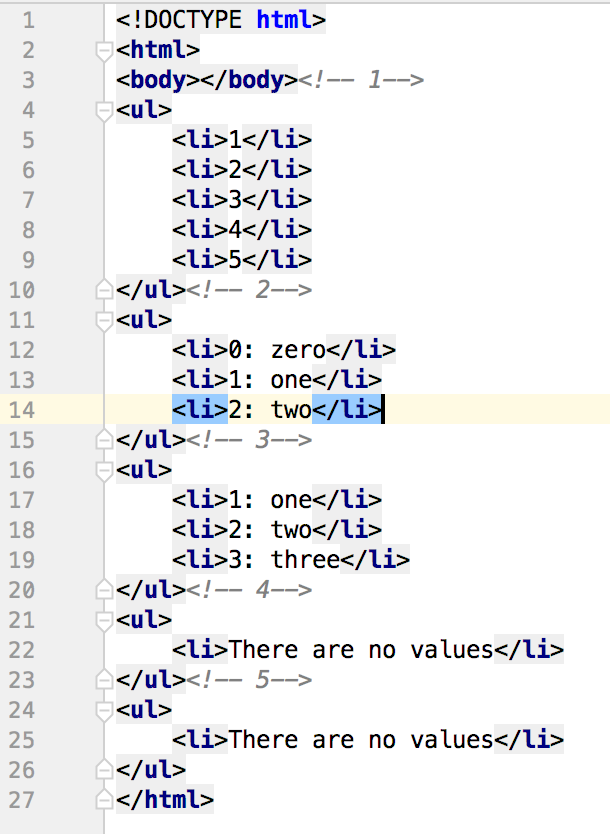 1 <!DOCTYPE html>
2 <html>
3 <body></body><!-- 1-->
4 <ul>
5     <li>1</li>
6     <li>2</li>
7     <li>3</li>
8     <li>4</li>
9     <li>5</li>
10 </ul><!-- 2-->
11 <ul>
12     <li>0: zero</li>
13     <li>1: one</li>
14     <li>2: two</li>
15 </ul><!-- 3-->
16 <ul>
17     <li>1: one</li>
18     <li>2: two</li>
19     <li>3: three</li>
20 </ul><!-- 4-->
21 <ul>
22     <li>There are no values</li>
23 </ul><!-- 5-->
24 <ul>
25     <li>There are no values</li>
26 </ul>
27 </html>